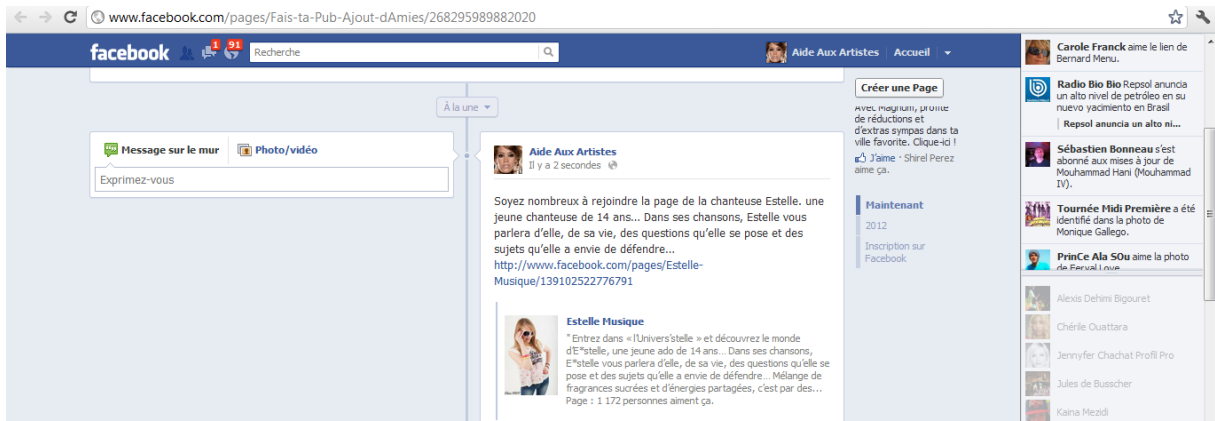 www.facebook.com/pages/Fais-ta-Pub-Ajout-dAmies/268295989882020
facebook
1
91
Recherche
Aide Aux Artistes
Accueil
À la une
Message sur le mur
Photo/vidéo
Exprimez-vous
Aide Aux Artistes
Il y a 2 secondes
Soyez nombreux à rejoindre la page de la chanteuse Estelle. une
jeune chanteuse de 14 ans... Dans ses chansons, Estelle vous
parlera d'elle, de sa vie, des questions qu'elle se pose et des
sujets qu'elle a envie de défendre...
http://www.facebook.com/pages/Estelle-
Musique/139102522776791
Estelle Musique
" Entrez dans « l'Univers'stelle » et découvrez le monde
d'E*stelle, une jeune ado de 14 ans... Dans ses chansons,
E*stelle vous parlera d'elle, de sa vie, des questions qu'elle se
pose et des sujets qu'elle a envie de défendre... Mélange de
fragrances sucrées et d'énergies partagées, c'est par des...
Page : 1 172 personnes aiment ça.
Créer une Page
Avec Magnum, profite
de réductions et
d'extras sympas dans ta
ville favorite. Clique-ici !
J'aime · Shirel Perez
aime ça.
Maintenant
2012
Inscription sur
Facebook
Carole Franck aime le lien de
Bernard Menu.
Radio Bio Bio Repsol anuncia
un alto nivel de petróleo en su
nuevo yacimiento en Brasil
Repsol anuncia un alto ni...
Sébastien Bonneau s'est
abonné aux mises à jour de
Mouhammad Hani (Mouhammad
IV).
Tournée Midi Première a été
identifié dans la photo de
Monique Gallego.
PrinCe Ala SOu aime la photo
de Feryal Love
Alexis Dehimi Bigouret
Chérile Ouattara
Jennyfer Chachat Profil Pro
Jules de Busscher
Kaina Mezidi